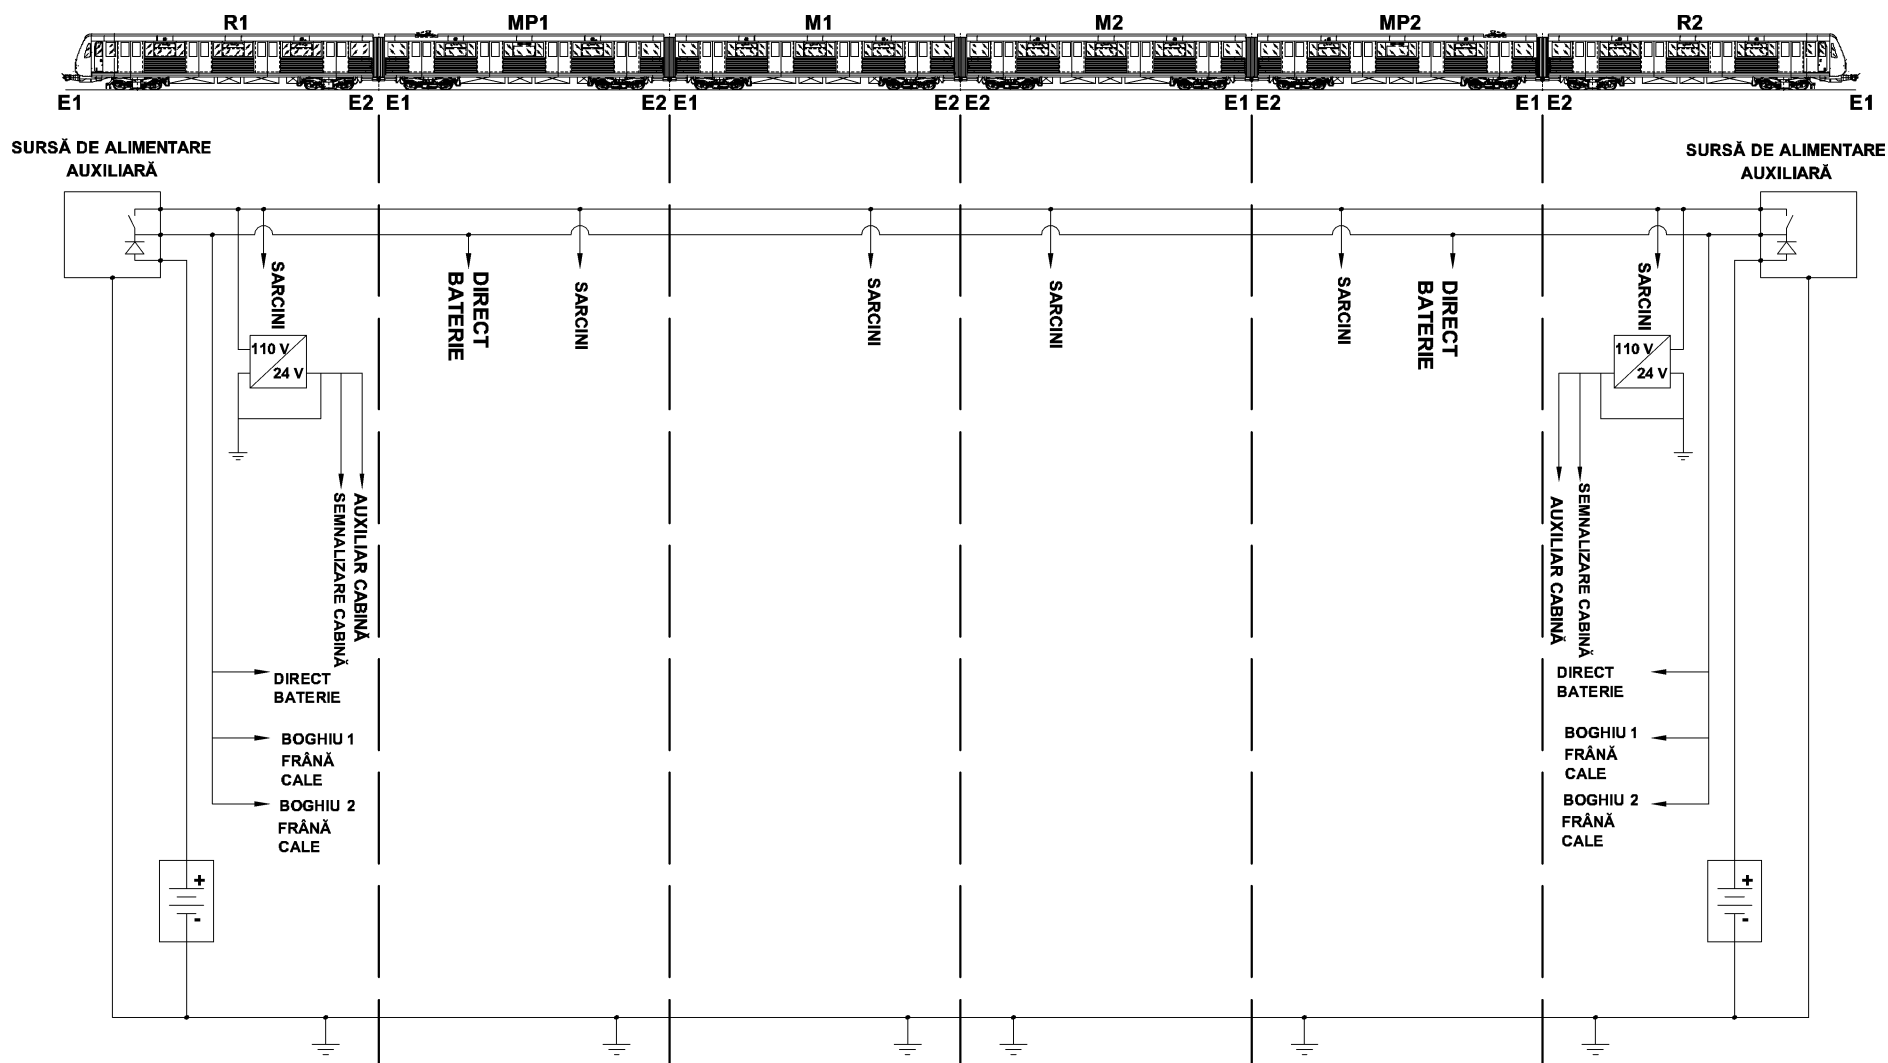 R1 MP1 M1 M2 MP2 R2
E1 E2 E1 E2 E1 E2 E2 E1 E2 E1 E2 E1
SURSĂ DE ALIMENTARE
AUXILIARĂ
SURSĂ DE ALIMENTARE
AUXILIARĂ
SARCINI
DIRECT
BATERIE
SARCINI
SARCINI
SARCINI
SARCINI
DIRECT
BATERIE
SARCINI
110 V
24 V
110 V
24 V
AUXILIAR CABINĂ
SEMNALIZARE CABINĂ
SEMNALIZARE CABINĂ
AUXILIAR CABINĂ
DIRECT
BATERIE
BOGHIU 1
FRÂNĂ
CALE
BOGHIU 2
FRÂNĂ
CALE
DIRECT
BATERIE
BOGHIU 1
FRÂNĂ
CALE
BOGHIU 2
FRÂNĂ
CALE
+
-
+
-